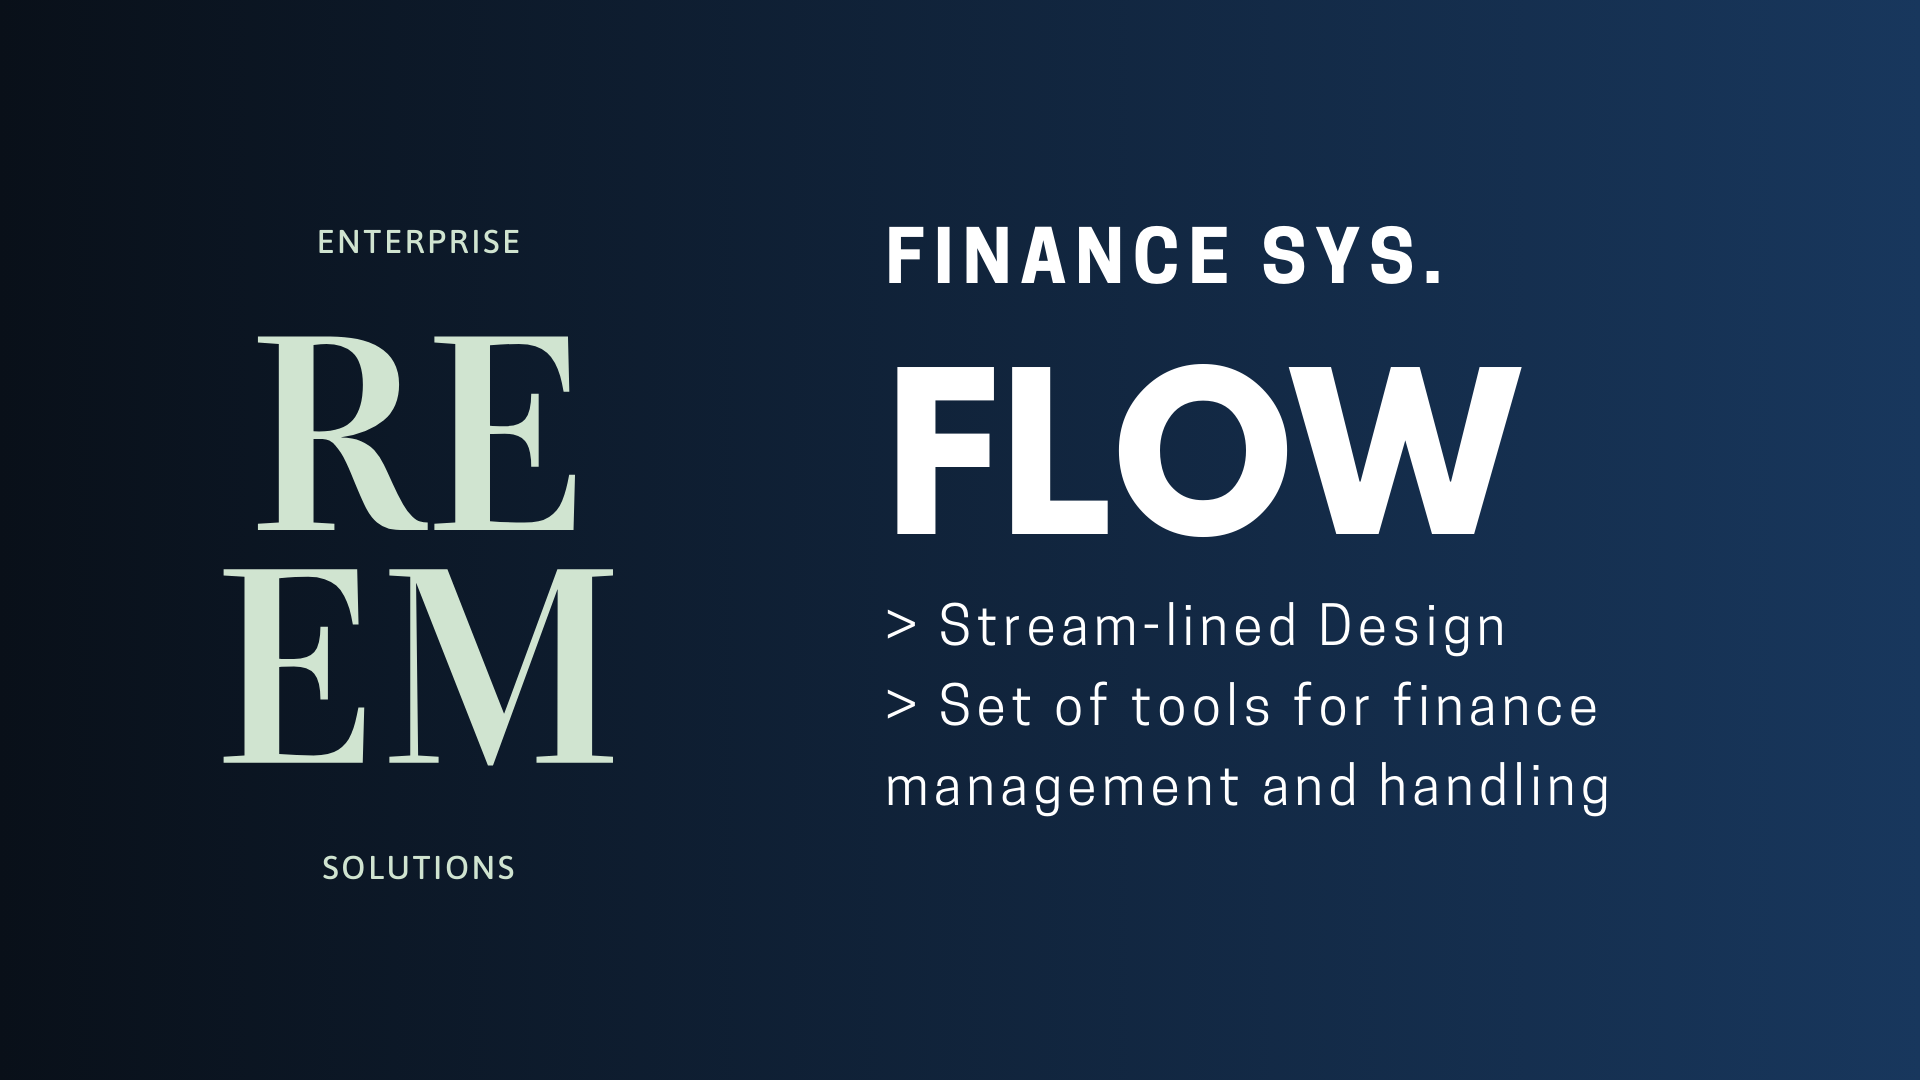 ENTERPRISE
RE
EM
SOLUTIONS
FINANCE SYS.
FLOW
> Stream-lined Design
> Set of tools for finance
management and handling